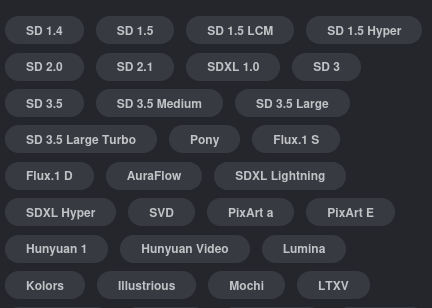 SD 1.4 SD 1.5 SD 1.5 LCM SD 1.5 Hyper
SD 2.0 SD 2.1 SDXL 1.0 SD 3
SD 3.5 SD 3.5 Medium SD 3.5 Large
SD 3.5 Large Turbo Pony Flux.1 S
Flux.1 D AuraFlow SDXL Lightning
SDXL Hyper SVD PixArt a PixArt E
Hunyuan 1 Hunyuan Video Lumina
Kolors Illustrious Mochi LTXV